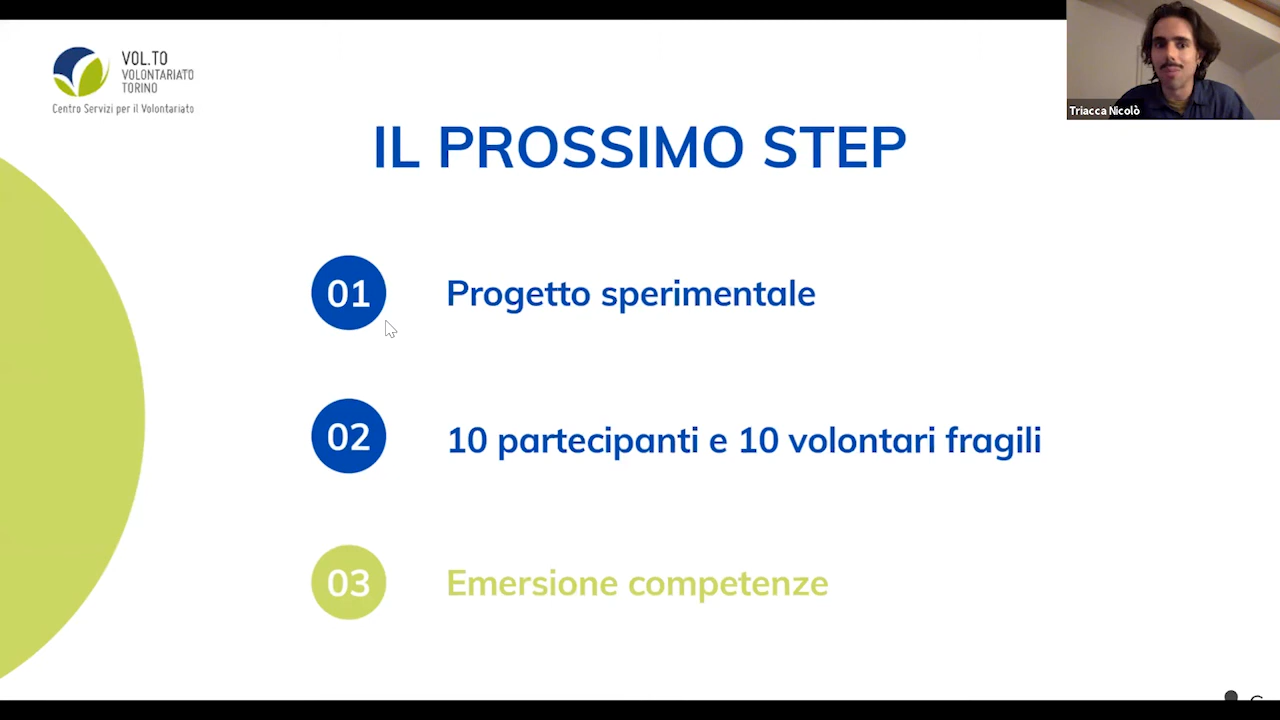 VOL.TO
VOLONTARIATO
TORINO
Centro Servizi per il Volontariato
Triacca Nicolò
IL PROSSIMO STEP
01
Progetto sperimentale
02
10 partecipanti e 10 volontari fragili
03
Emersione competenze